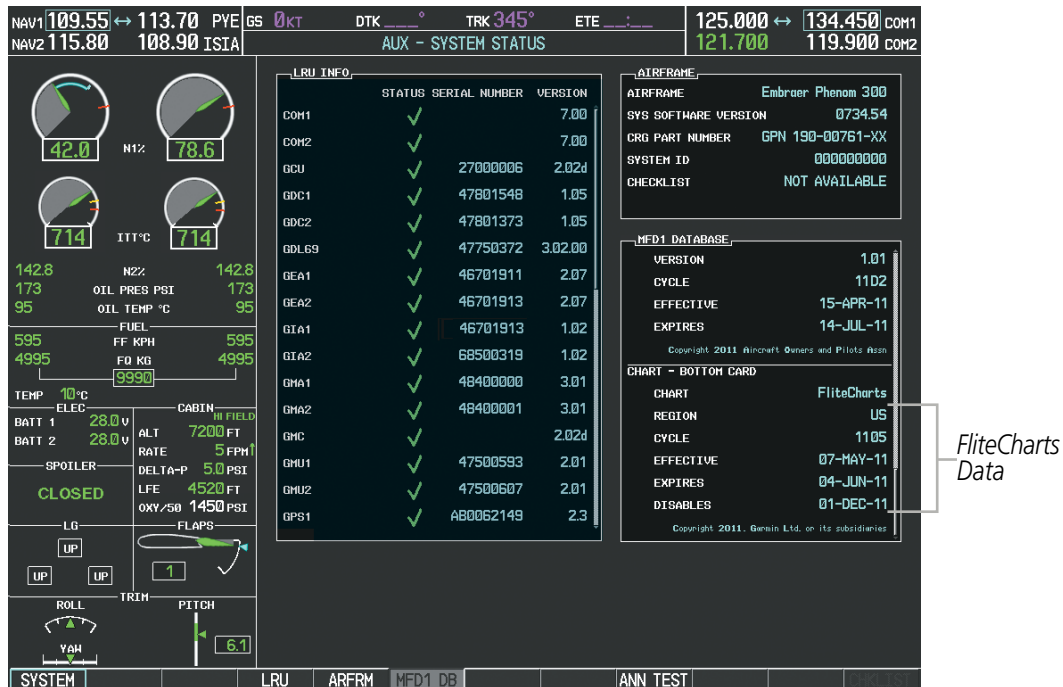 NAV1 109.55 ↔ 113.70 PYE GS 0KT DTK ___° TRK 345° ETE __:__ 125.000 ↔ 134.450 COM1
NAV2 115.80 108.90 ISIA AUX – SYSTEM STATUS 121.700 119.900 COM2
42.0 N1% 78.6
714 ITT°C 714
142.8 N2% 142.8
173 OIL PRES PSI 173
95 OIL TEMP °C 95
FUEL
595 FF KPH 595
4995 FQ KG 4995
9990
TEMP 10°C
ELEC
BATT 1 28.0 V
BATT 2 28.0 V
CABIN
HI FIELD
ALT 7200 FT
RATE 5 FPM↑
DELTA-P 5.0 PSI
LFE 4520 FT
OXY/50 1450 PSI
SPOILER
CLOSED
LG
UP
UP UP
FLAPS
1
TRIM
ROLL PITCH
YAW 6.1
LRU INFO
STATUS SERIAL NUMBER VERSION
COM1 ✓ 7.00
COM2 ✓ 7.00
GCU ✓ 27000006 2.02d
GDC1 ✓ 47801548 1.05
GDC2 ✓ 47801373 1.05
GDL69 ✓ 47750372 3.02.00
GEA1 ✓ 46701911 2.07
GEA2 ✓ 46701913 2.07
GIA1 ✓ 46701913 1.02
GIA2 ✓ 68500319 1.02
GMA1 ✓ 48400000 3.01
GMA2 ✓ 48400001 3.01
GMC ✓ 2.02d
GMU1 ✓ 47500593 2.01
GMU2 ✓ 47500607 2.01
GPS1 ✓ AB0062149 2.3
AIRFRAME
AIRFRAME Embraer Phenom 300
SYS SOFTWARE VERSION 0734.54
CRG PART NUMBER GPN 190-00761-XX
SYSTEM ID 000000000
CHECKLIST NOT AVAILABLE
MFD1 DATABASE
VERSION 1.01
CYCLE 11D2
EFFECTIVE 15-APR-11
EXPIRES 14-JUL-11
Copyright 2011 Aircraft Owners and Pilots Assn
CHART – BOTTOM CARD
CHART FliteCharts
REGION US
CYCLE 1105
EFFECTIVE 07-MAY-11
EXPIRES 04-JUN-11
DISABLES 01-DEC-11
Copyright 2011, Garmin Ltd. or its subsidiaries
FliteCharts
Data
SYSTEM LRU ARFRM MFD1 DB ANN TEST CHKLIST